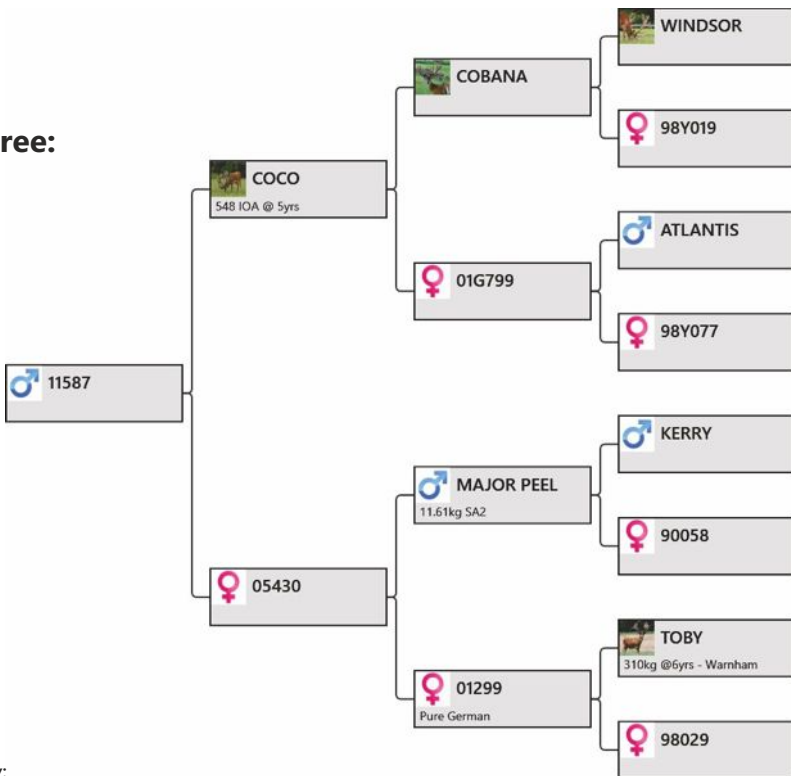 WINDSOR
COBANA
98Y019
ree:
COCO
548 IOA @ 5yrs
ATLANTIS
01G799
98Y077
11587
KERRY
MAJOR PEEL
11.61kg SA2
90058
05430
TOBY
310kg @6yrs - Warnham
01299
Pure German
98029